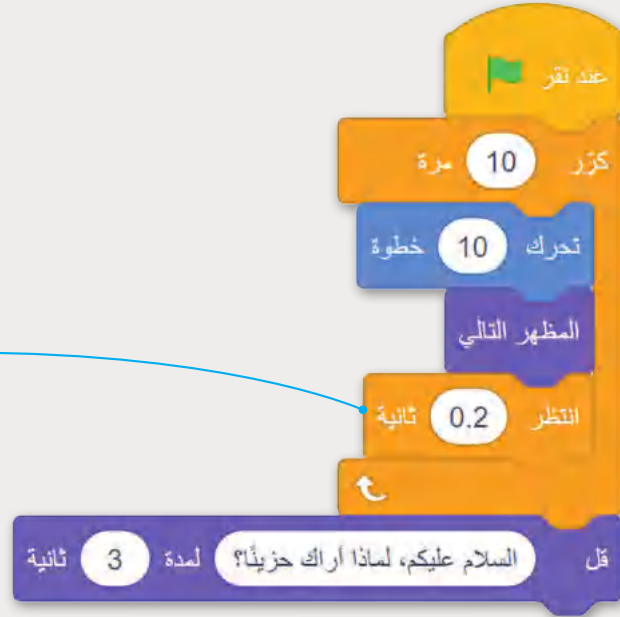 عند نقر
كرّر 10 مرة
تحرك 10 خطوة
المظهر التالي
انتظر 0.2 ثانية
قل السلام عليكم، لماذا أراك حزينًا؟ لمدة 3 ثانية